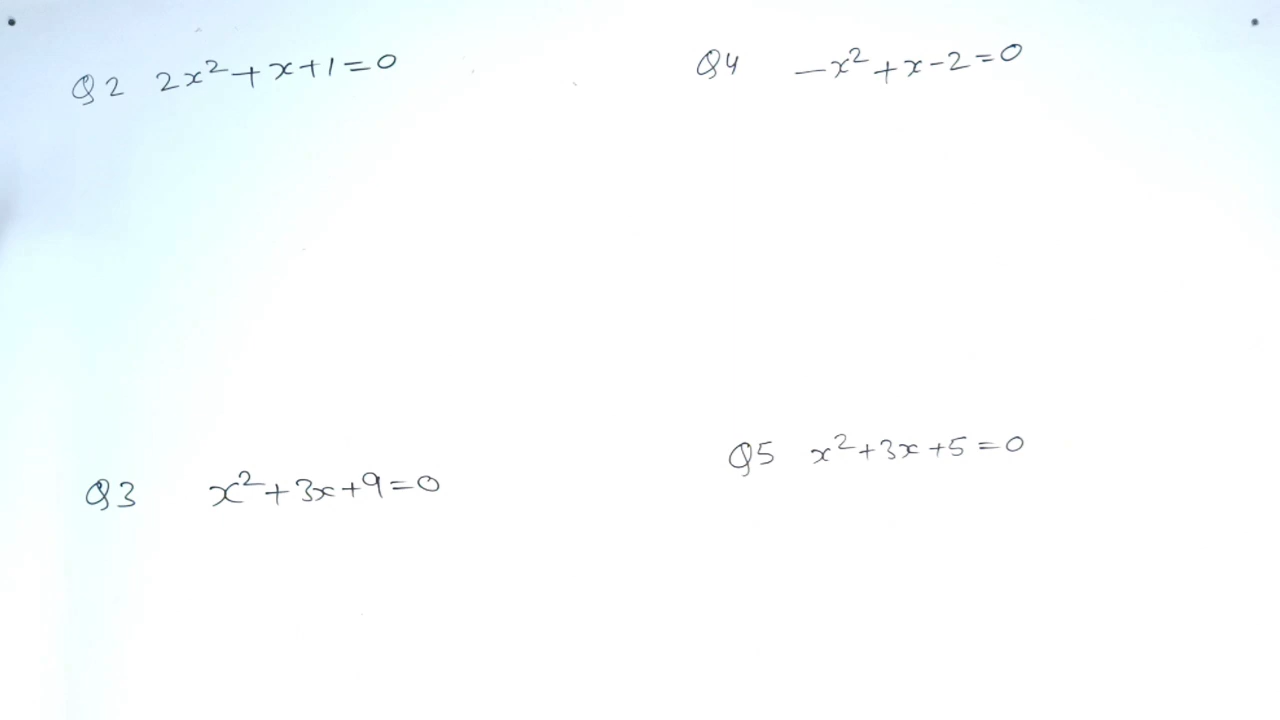 Q2 2x²+x+1=0
Q4 -x²+x-2=0
Q3 x²+3x+9=0
Q5 x²+3x+5=0